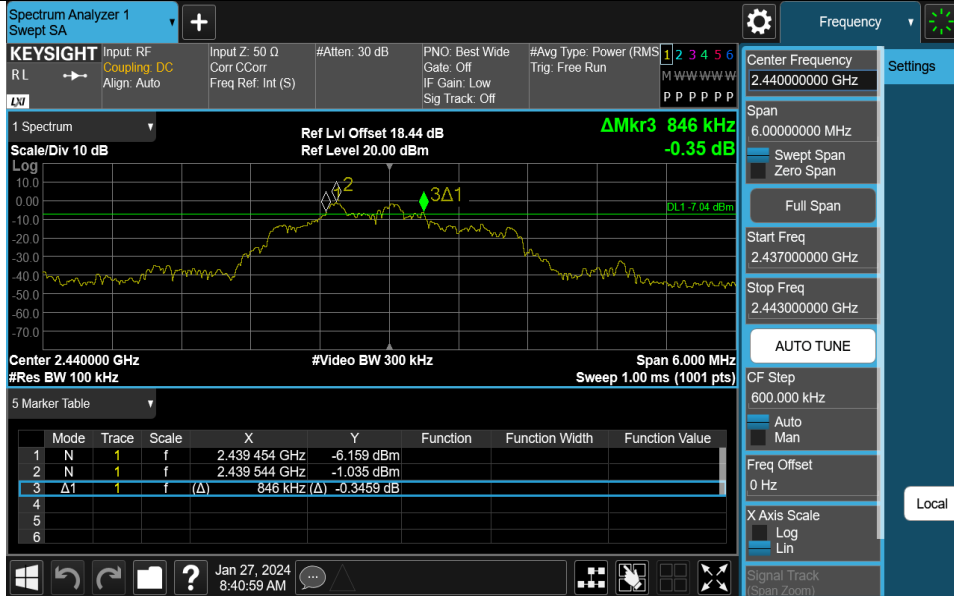 Spectrum Analyzer 1
Swept SA
+
Frequency
KEYSIGHT
R L
LXI
Input: RF
Coupling: DC
Align: Auto
Input Z: 50 Ω
Corr CCorr
Freq Ref: Int (S)
#Atten: 30 dB
PNO: Best Wide
Gate: Off
IF Gain: Low
Sig Track: Off
#Avg Type: Power (RMS
Trig: Free Run
1 2 3 4 5 6
M W W W W W
P P P P P P
1 Spectrum
Scale/Div 10 dB
Ref Lvl Offset 18.44 dB
Ref Level 20.00 dBm
ΔMkr3 846 kHz
-0.35 dB
Log
10.0
0.00
-10.0
-20.0
-30.0
-40.0
-50.0
-60.0
-70.0
2
3Δ1
DL1 -7.04 dBm
Center 2.440000 GHz
#Video BW 300 kHz
Span 6.000 MHz
#Res BW 100 kHz
Sweep 1.00 ms (1001 pts)
5 Marker Table
Mode Trace Scale X Y Function Function Width Function Value
1 N 1 f 2.439 454 GHz -6.159 dBm
2 N 1 f 2.439 544 GHz -1.035 dBm
3 Δ1 1 f (Δ) 846 kHz (Δ) -0.3459 dB
4
5
6
?
Jan 27, 2024
8:40:59 AM
Center Frequency
2.440000000 GHz
Span
6.00000000 MHz
Swept Span
Zero Span
Full Span
Start Freq
2.437000000 GHz
Stop Freq
2.443000000 GHz
AUTO TUNE
CF Step
600.000 kHz
Auto
Man
Freq Offset
0 Hz
X Axis Scale
Log
Lin
Signal Track
(Span Zoom)
Settings
Local